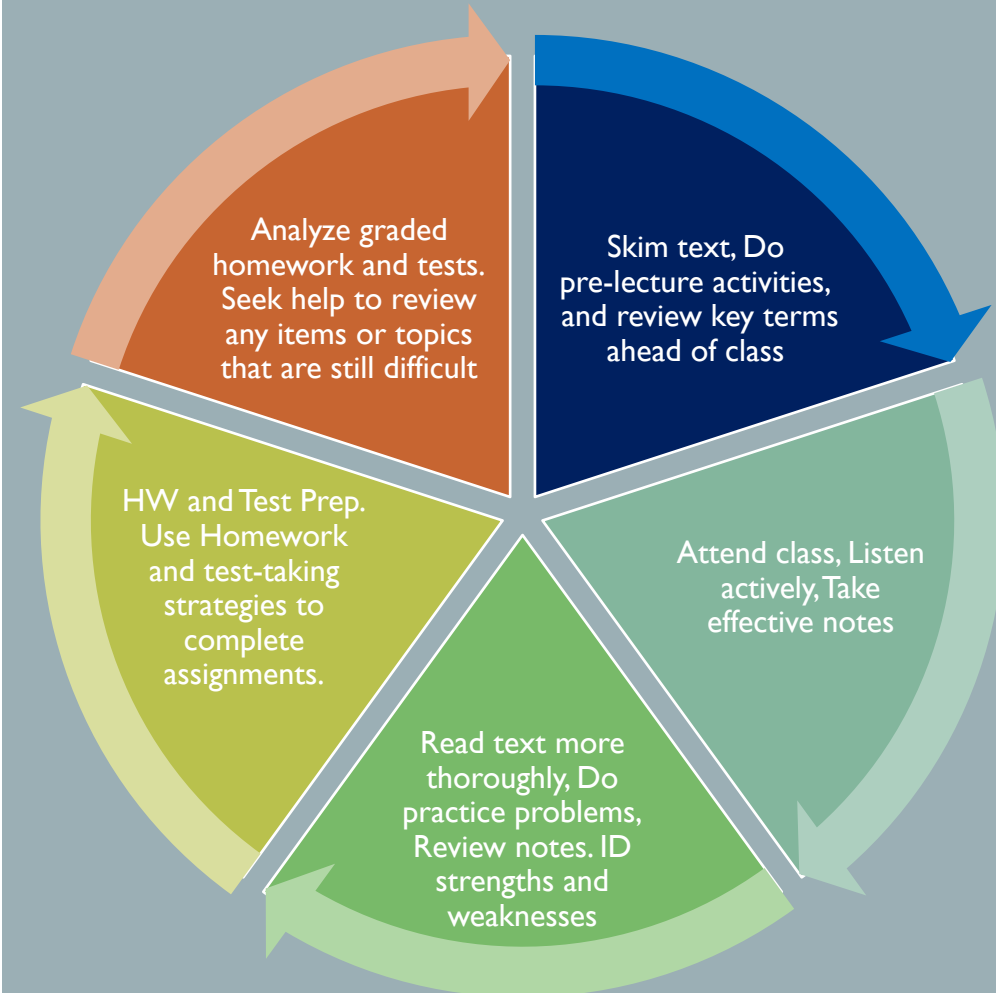 Skim text, Do
pre-lecture activities,
and review key terms
ahead of class
Attend class, Listen
actively, Take
effective notes
Read text more
thoroughly, Do
practice problems,
Review notes. ID
strengths and
weaknesses
HW and Test Prep.
Use Homework
and test-taking
strategies to
complete
assignments.
Analyze graded
homework and tests.
Seek help to review
any items or topics
that are still difficult